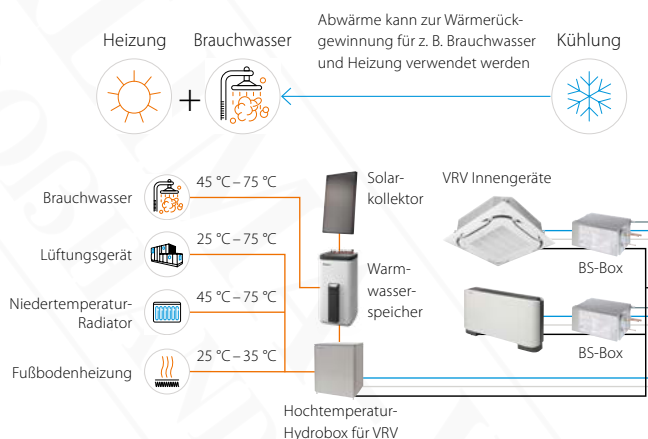 Abwärme kann zur Wärmerück-
gewinnung für z. B. Brauchwasser
und Heizung verwendet werden
Heizung
Brauchwasser
Kühlung
Brauchwasser
45 °C – 75 °C
Lüftungsgerät
25 °C – 75 °C
Niedertemperatur-
Radiator
45 °C – 75 °C
Fußbodenheizung
25 °C – 35 °C
Solar-
kollektor
Warm-
wasser-
speicher
Hochtemperatur-
Hydrobox für VRV
VRV Innengeräte
BS-Box
BS-Box